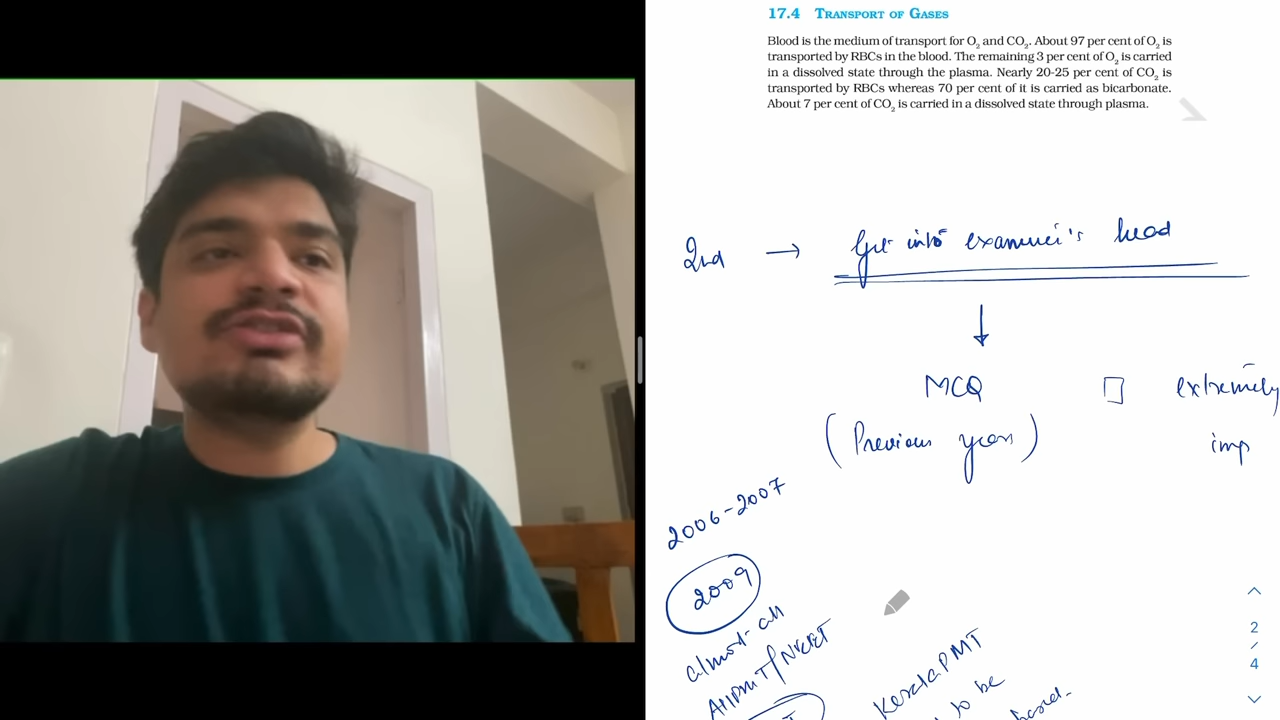 17.4 TRANSPORT OF GASES
Blood is the medium of transport for O₂ and CO₂. About 97 per cent of O₂ is
transported by RBCs in the blood. The remaining 3 per cent of O₂ is carried
in a dissolved state through the plasma. Nearly 20-25 per cent of CO₂ is
transported by RBCs whereas 70 per cent of it is carried as bicarbonate.
About 7 per cent of CO₂ is carried in a dissolved state through plasma.
2nd → Get into examiner's head
↓
MCQ extremely
(Previous year) imp
2006-2007
2009
almost all
AIPMT/NEET
Kerala PMT
to be
2
/
4